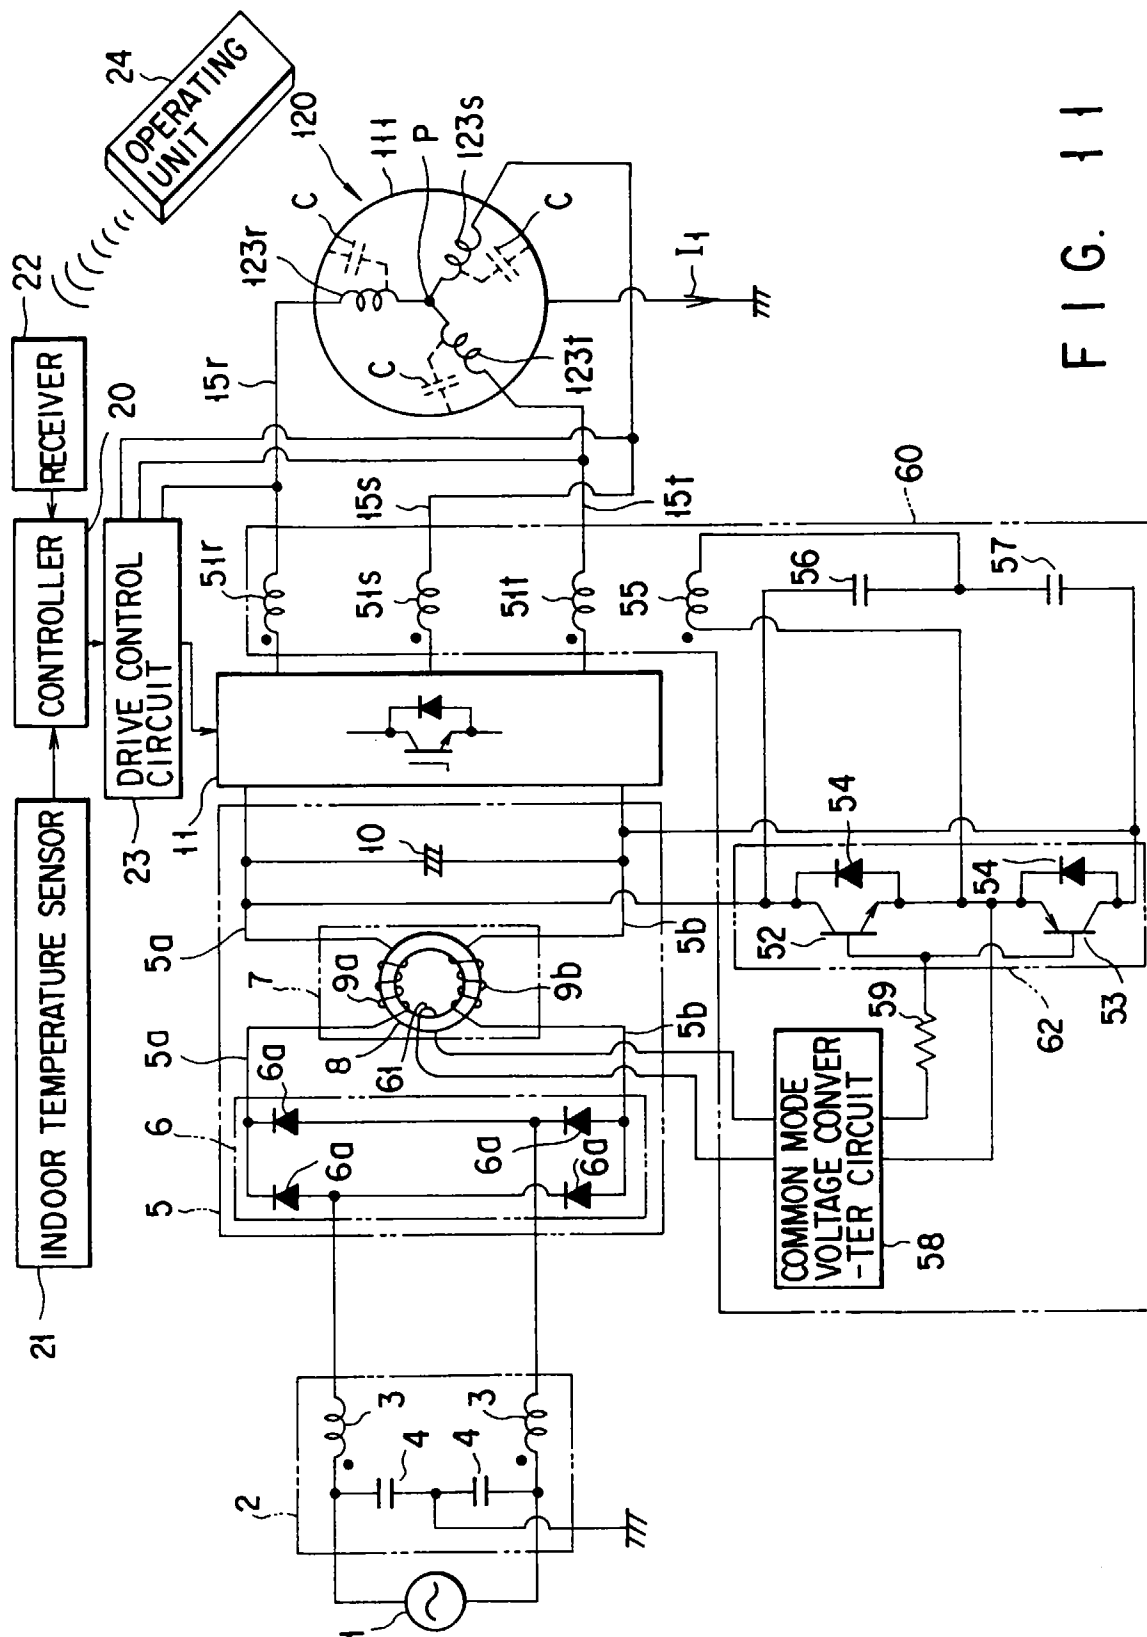 INDOOR TEMPERATURE SENSOR
21
CONTROLLER
20
RECEIVER
22
OPERATING
UNIT
24
DRIVE CONTROL
CIRCUIT
23
11
1
2
3
3
4
4
5
6
6a
6a
6a
6a
5a
5a
5b
5b
7
8
9a
9b
61
10
51r
51s
51t
55
15r
15s
15t
120
111
P
123r
123s
123t
C
C
C
I1
COMMON MODE
VOLTAGE CONVER
-TER CIRCUIT
58
59
52
53
54
54
62
56
57
60
FIG. 11